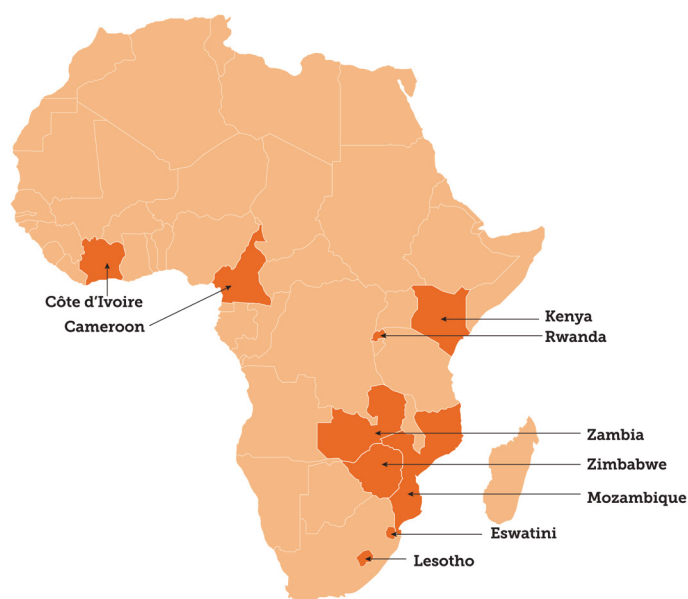 Côte d’Ivoire
Cameroon
Kenya
Rwanda
Zambia
Zimbabwe
Mozambique
Eswatini
Lesotho